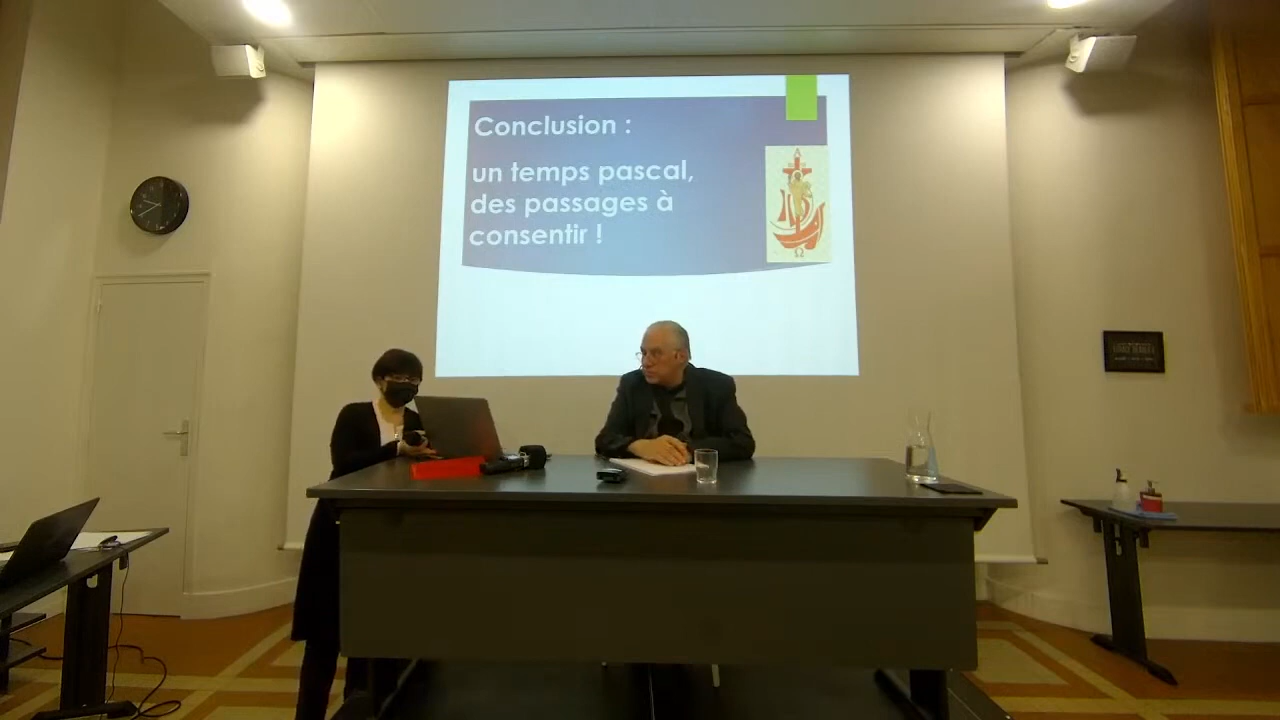 Conclusion :
un temps pascal,
des passages à
consentir !
A
Ω